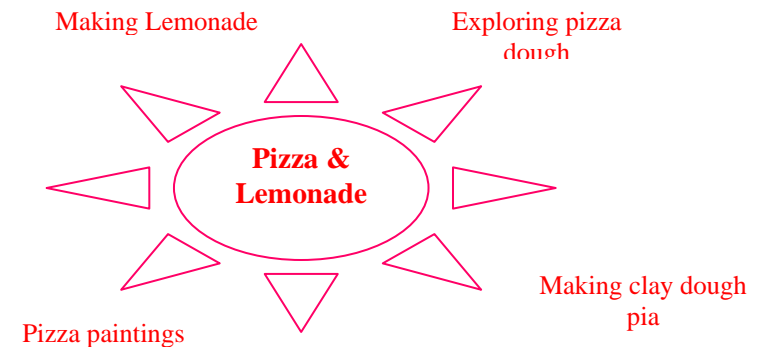 Making Lemonade
Exploring pizza
dough
Pizza &
Lemonade
Making clay dough
pia
Pizza paintings